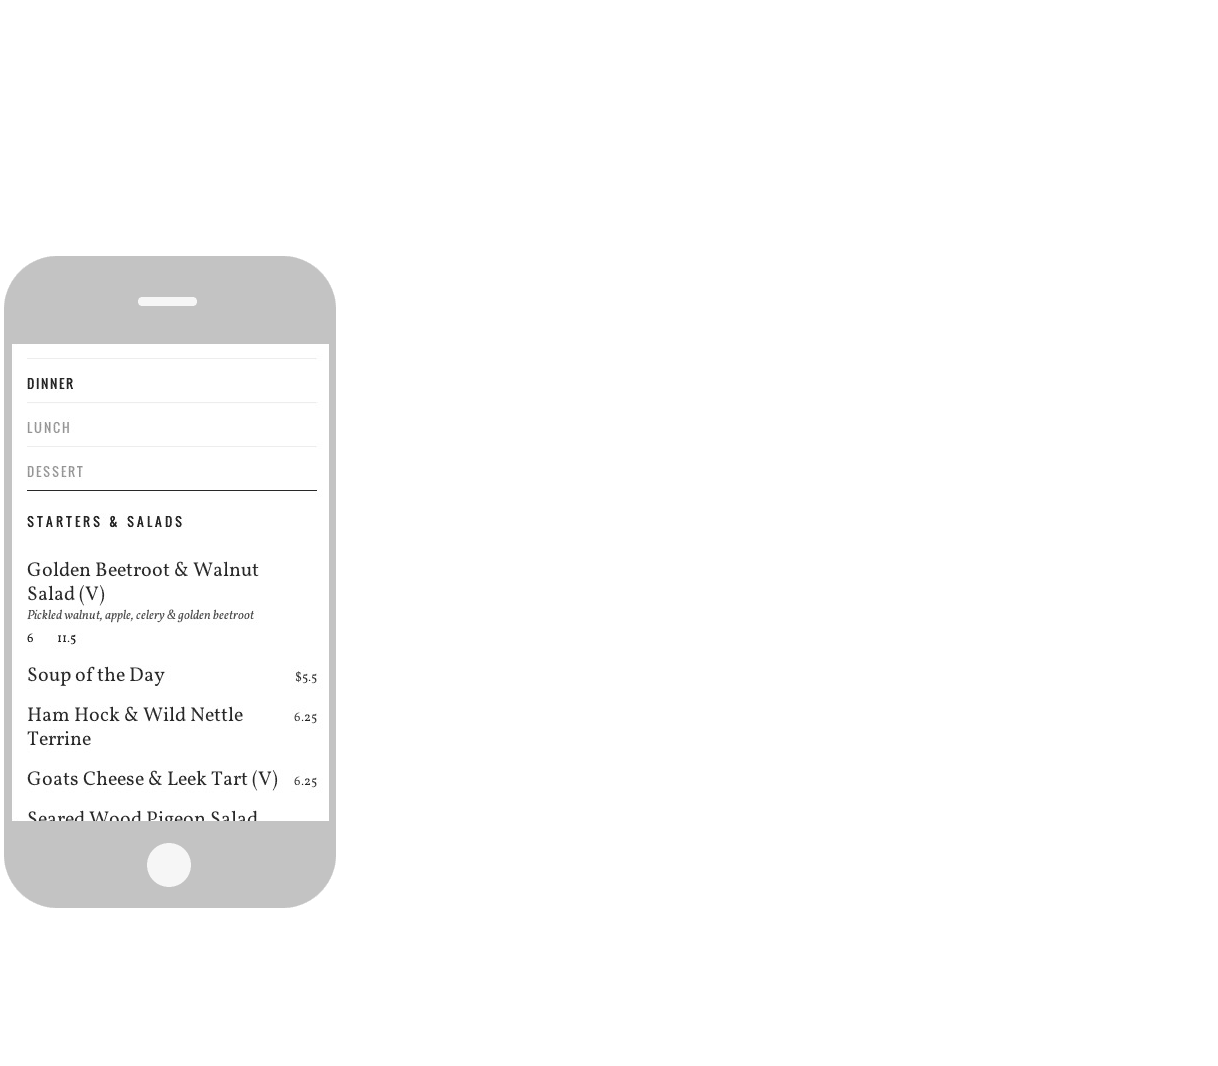 DINNER
LUNCH
DESSERT
STARTERS & SALADS
Golden Beetroot & Walnut
Salad (V)
Pickled walnut, apple, celery & golden beetroot
6 11.5
Soup of the Day $5.5
Ham Hock & Wild Nettle 6.25
Terrine
Goats Cheese & Leek Tart (V) 6.25
Seared Wood Pigeon Salad